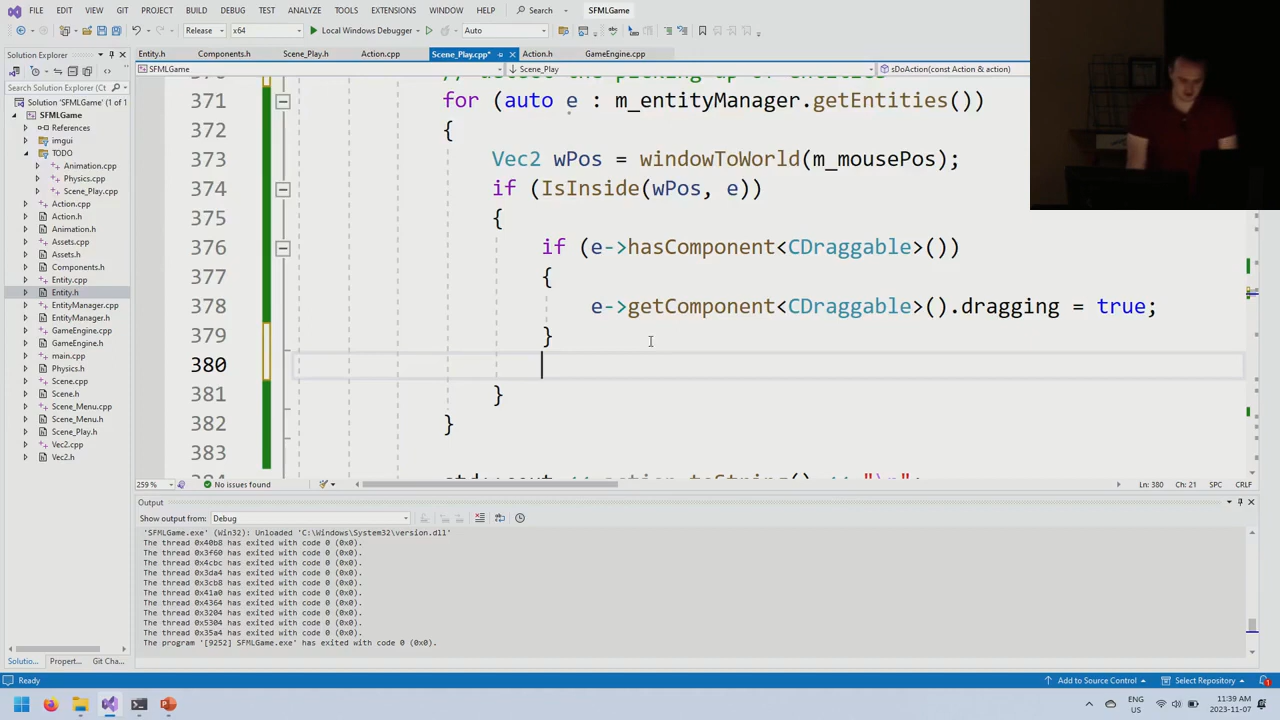 FILE EDIT VIEW GIT PROJECT BUILD DEBUG TEST ANALYZE TOOLS EXTENSIONS WINDOW HELP Search SFMLGame
Release x64 Local Windows Debugger Auto
Solution Explorer
Entity.h Components.h Scene_Play.h Action.cpp Scene_Play.cpp* Action.h GameEngine.cpp
SFMLGame Scene_Play sDoAction(const Action & action)
Search Solution Explorer
Solution 'SFMLGame' (1 of 1
SFMLGame
References
imgui
TODO
Animation.cpp
Physics.cpp
Scene_Play.cpp
Action.cpp
Action.h
Animation.h
Assets.cpp
Assets.h
Components.h
Entity.cpp
Entity.h
EntityManager.cpp
EntityManager.h
GameEngine.cpp
GameEngine.h
main.cpp
Physics.h
Scene.cpp
Scene.h
Scene_Menu.cpp
Scene_Menu.h
Scene_Play.h
Vec2.cpp
Vec2.h
Solutio... Propert... Git Cha...
371 for (auto e : m_entityManager.getEntities())
372 {
373 Vec2 wPos = windowToWorld(m_mousePos);
374 if (IsInside(wPos, e))
375 {
376 if (e->hasComponent<CDraggable>())
377 {
378 e->getComponent<CDraggable>().dragging = true;
379 }
380
381 }
382 }
383
259 % No issues found Ln: 380 Ch: 21 SPC CRLF
Output
Show output from: Debug
'SFMLGame.exe' (Win32): Unloaded 'C:\Windows\System32\version.dll'
The thread 0x40b8 has exited with code 0 (0x0).
The thread 0x3f60 has exited with code 0 (0x0).
The thread 0x4cbc has exited with code 0 (0x0).
The thread 0x3da4 has exited with code 0 (0x0).
The thread 0x3cb8 has exited with code 0 (0x0).
The thread 0x41a0 has exited with code 0 (0x0).
The thread 0x4364 has exited with code 0 (0x0).
The thread 0x3204 has exited with code 0 (0x0).
The thread 0x5304 has exited with code 0 (0x0).
The thread 0x35a4 has exited with code 0 (0x0).
The program '[9252] SFMLGame.exe' has exited with code 0 (0x0).
Ready Add to Source Control Select Repository
ENG
US
11:39 AM
2023-11-07